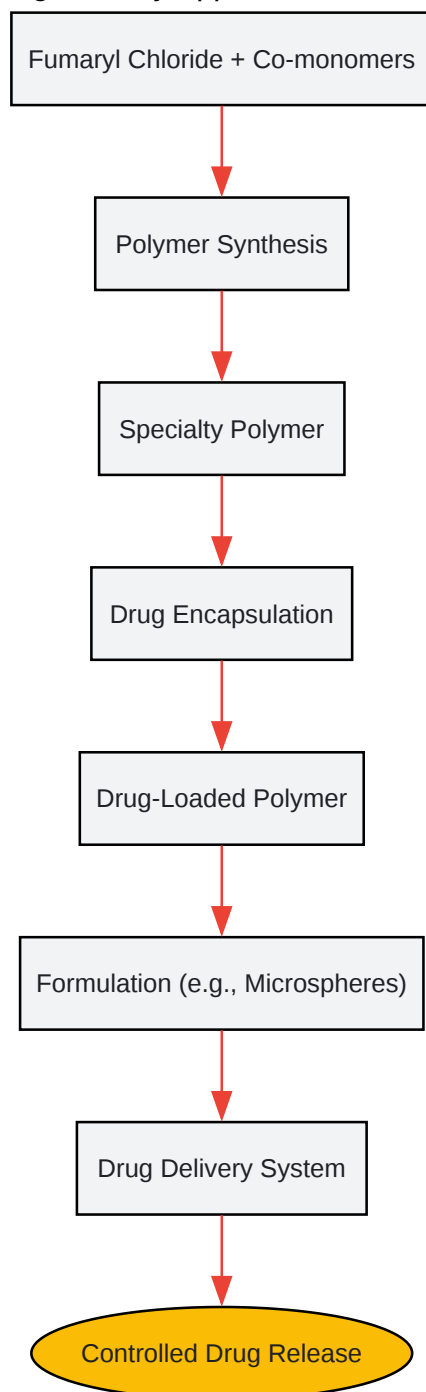 Fumaryl Chloride + Co-monomers
Polymer Synthesis
Specialty Polymer
Drug Encapsulation
Drug-Loaded Polymer
Formulation (e.g., Microspheres)
Drug Delivery System
Controlled Drug Release